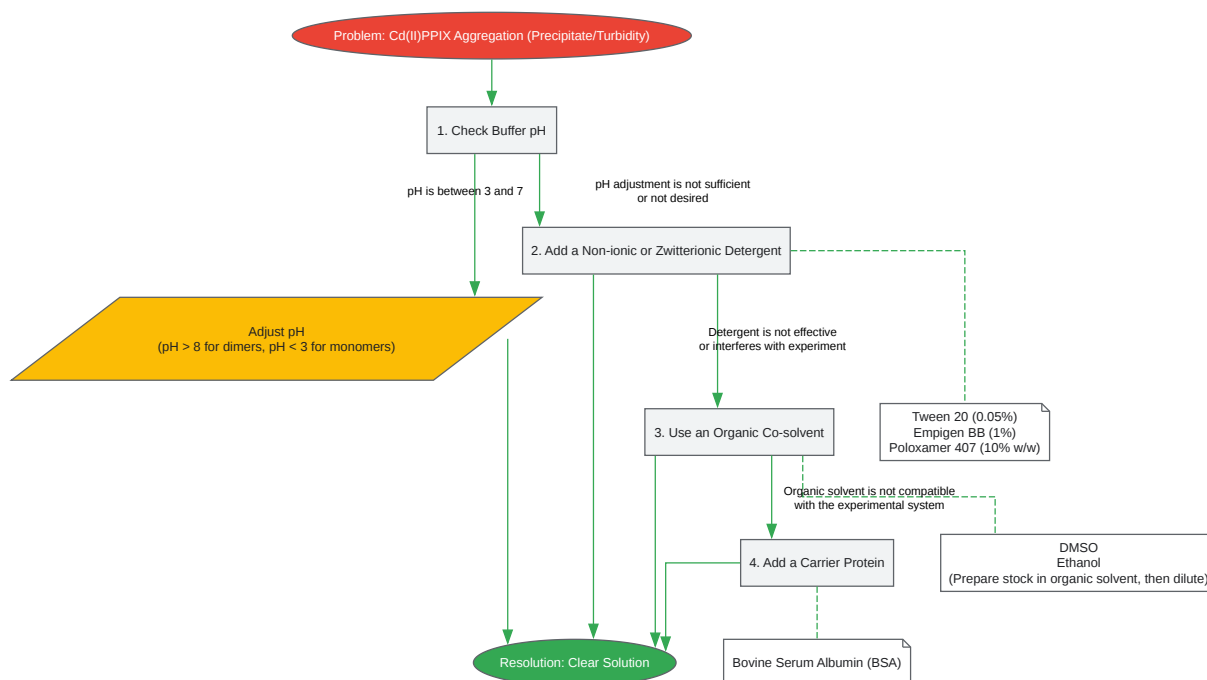 Problem: Cd(II)PPIX Aggregation (Precipitate/Turbidity)
1. Check Buffer pH
pH is between 3 and 7
pH adjustment is not sufficient
or not desired
2. Add a Non-ionic or Zwitterionic Detergent
Adjust pH
(pH > 8 for dimers, pH < 3 for monomers)
Detergent is not effective
or interferes with experiment
3. Use an Organic Co-solvent
Tween 20 (0.05%)
Empigen BB (1%)
Poloxamer 407 (10% w/w)
Organic solvent is not compatible
with the experimental system
4. Add a Carrier Protein
DMSO
Ethanol
(Prepare stock in organic solvent, then dilute)
Resolution: Clear Solution
Bovine Serum Albumin (BSA)